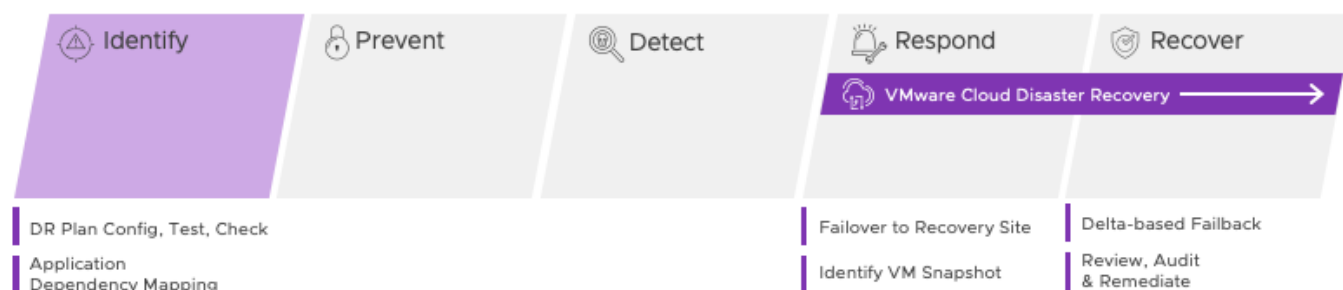 Identify
Prevent
Detect
Respond
Recover
VMware Cloud Disaster Recovery
DR Plan Config, Test, Check
Application
Dependency Mapping
Failover to Recovery Site
Identify VM Snapshot
Delta-based Failback
Review, Audit
& Remediate